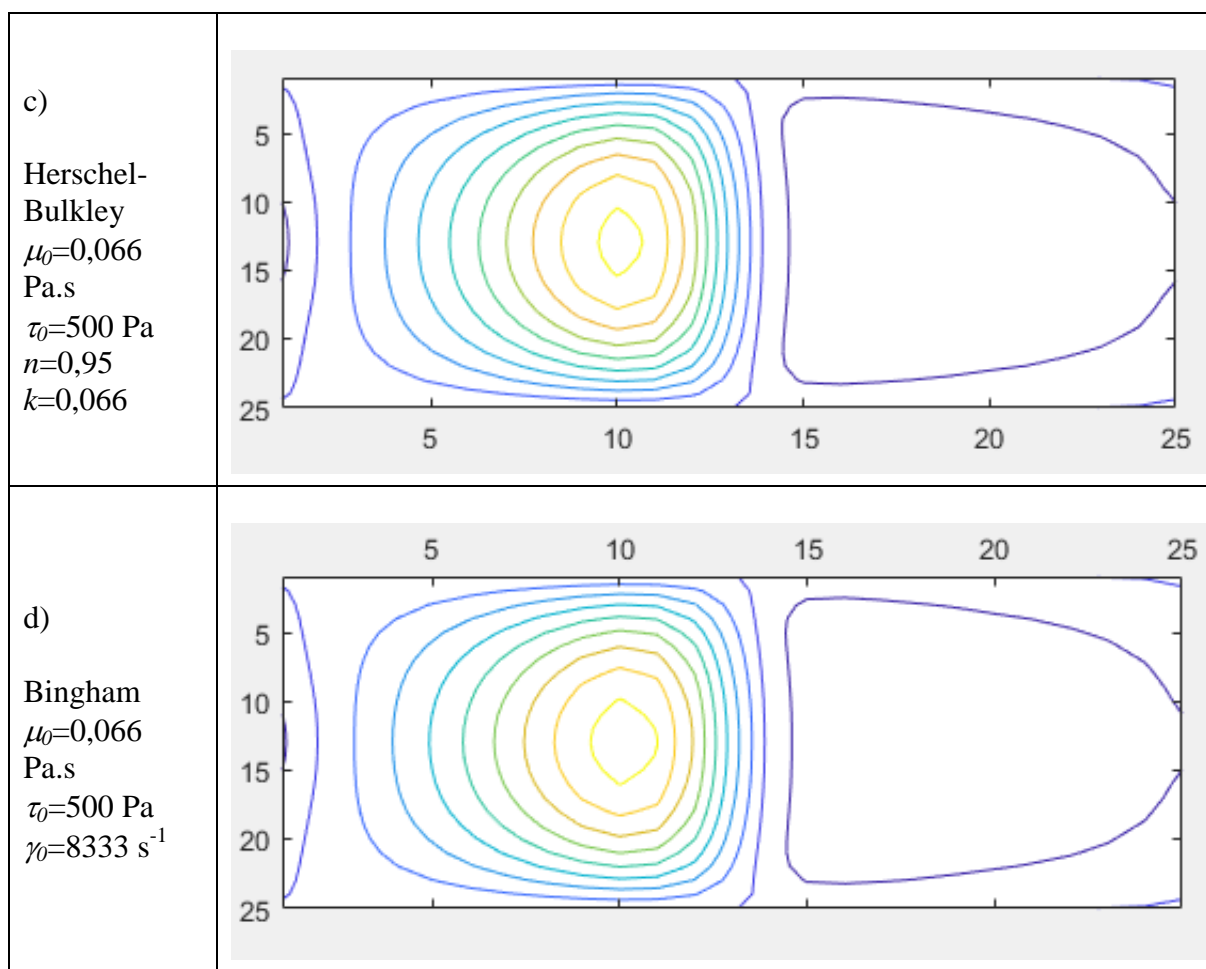 c)
Herschel-
Bulkley
μ0=0,066
Pa.s
τ0=500 Pa
n=0,95
k=0,066
5
10
15
20
25
5 10 15 20 25
d)
Bingham
μ0=0,066
Pa.s
τ0=500 Pa
γ0=8333 s-1
5 10 15 20 25
5
10
15
20
25